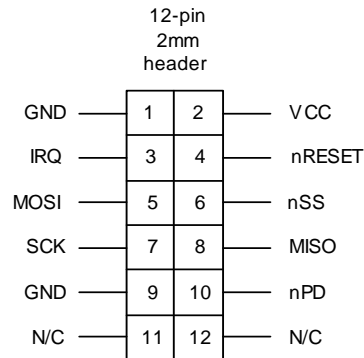 12-pin
2mm
header
GND 1 2 VCC
IRQ 3 4 nRESET
MOSI 5 6 nSS
SCK 7 8 MISO
GND 9 10 nPD
N/C 11 12 N/C